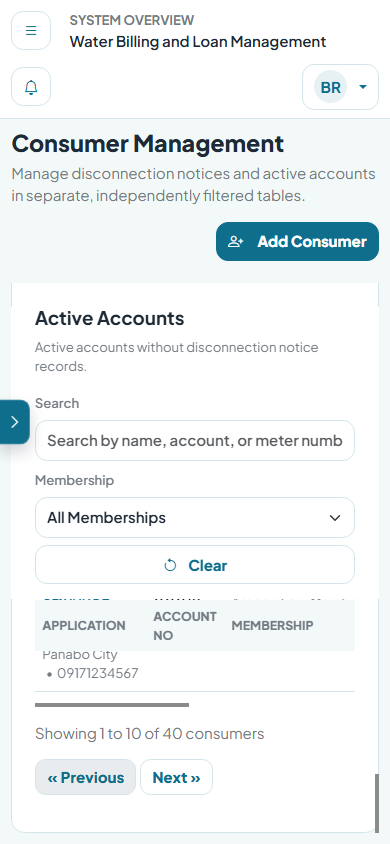 SYSTEM OVERVIEW
Water Billing and Loan Management
BR
Consumer Management
Manage disconnection notices and active accounts
in separate, independently filtered tables.
Add Consumer
Active Accounts
Active accounts without disconnection notice
records.
Search
Search by name, account, or meter numb
Membership
All Memberships
Clear
APPLICATION
ACCOUNT
NO
MEMBERSHIP
Panabo City
• 09171234567
Showing 1 to 10 of 40 consumers
« Previous
Next »